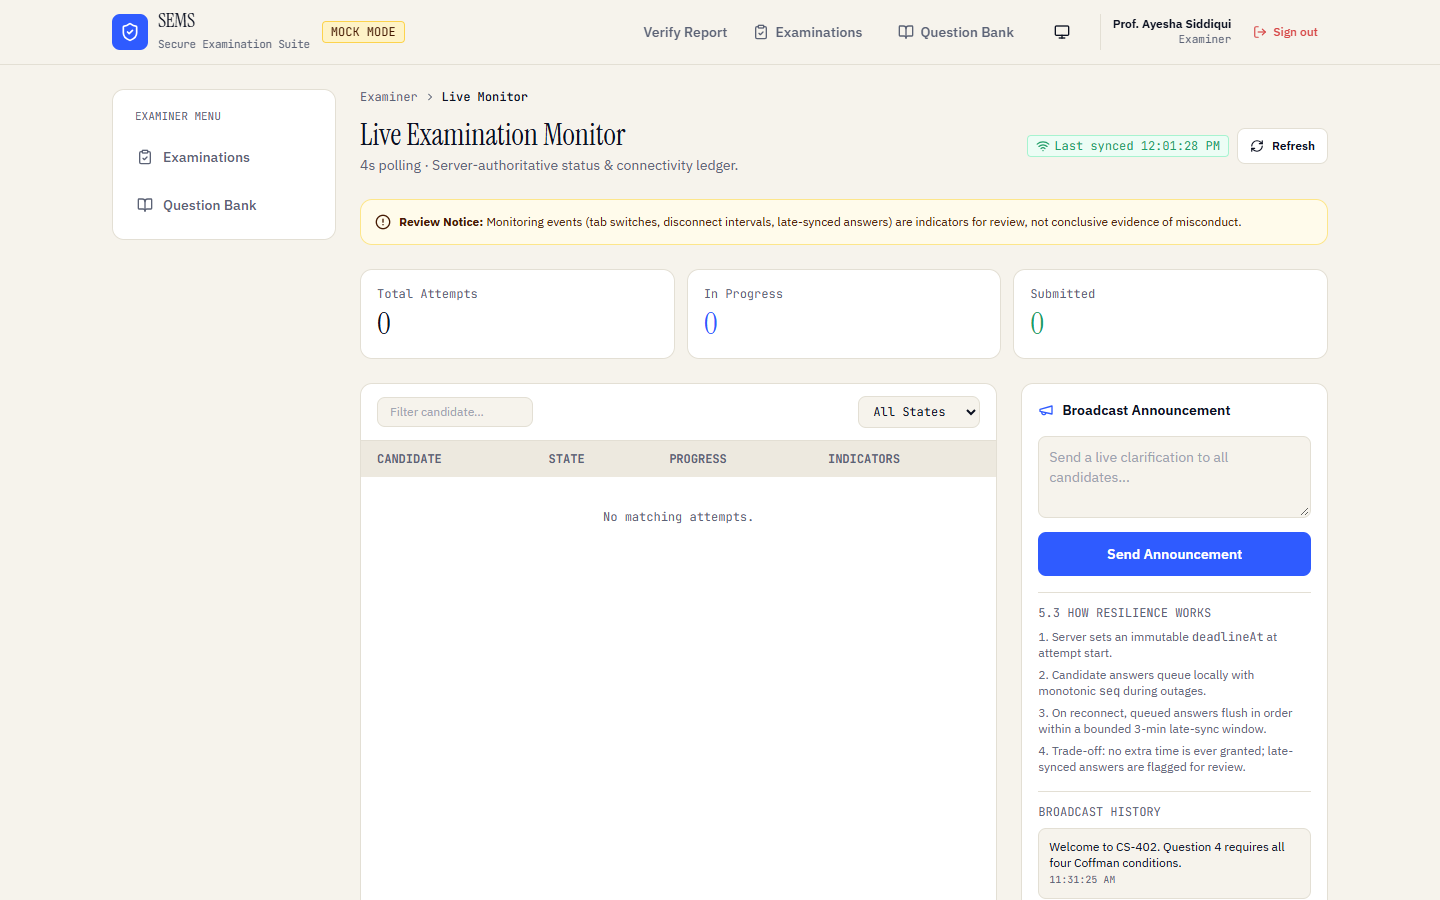 SEMS
Secure Examination Suite
MOCK MODE
Verify Report
Examinations
Question Bank
Prof. Ayesha Siddiqui
Examiner
Sign out
EXAMINER MENU
Examinations
Question Bank
Examiner › Live Monitor
Live Examination Monitor
4s polling · Server-authoritative status & connectivity ledger.
Last synced 12:01:28 PM
Refresh
Review Notice: Monitoring events (tab switches, disconnect intervals, late-synced answers) are indicators for review, not conclusive evidence of misconduct.
Total Attempts
0
In Progress
0
Submitted
0
Filter candidate...
All States
CANDIDATE STATE PROGRESS INDICATORS
No matching attempts.
Broadcast Announcement
Send a live clarification to all
candidates...
Send Announcement
5.3 HOW RESILIENCE WORKS
1. Server sets an immutable deadlineAt at
attempt start.
2. Candidate answers queue locally with
monotonic seq during outages.
3. On reconnect, queued answers flush in order
within a bounded 3-min late-sync window.
4. Trade-off: no extra time is ever granted; late-
synced answers are flagged for review.
BROADCAST HISTORY
Welcome to CS-402. Question 4 requires all
four Coffman conditions.
11:31:25 AM